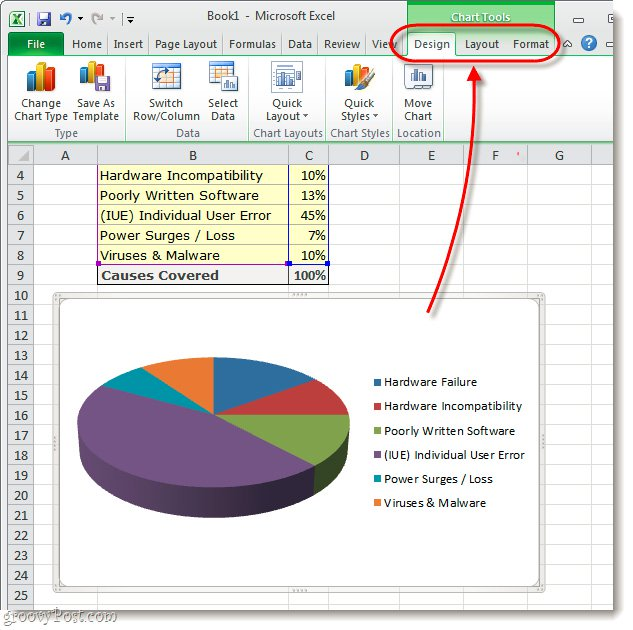 Book1 - Microsoft Excel
Chart Tools
File Home Insert Page Layout Formulas Data Review View Design Layout Format
Change Chart Type
Save As Template
Switch Row/Column
Select Data
Quick Layout
Quick Styles
Move Chart
Type Data Chart Layouts Chart Styles Location
A B C D E F G
4 Hardware Incompatibility 10%
5 Poorly Written Software 13%
6 (IUE) Individual User Error 45%
7 Power Surges / Loss 7%
8 Viruses & Malware 10%
9 Causes Covered 100%
10
11
12
13
14
15
16
17
18
19
20
21
22
23
24
25
Hardware Failure
Hardware Incompatibility
Poorly Written Software
(IUE) Individual User Error
Power Surges / Loss
Viruses & Malware
groovyPost.com